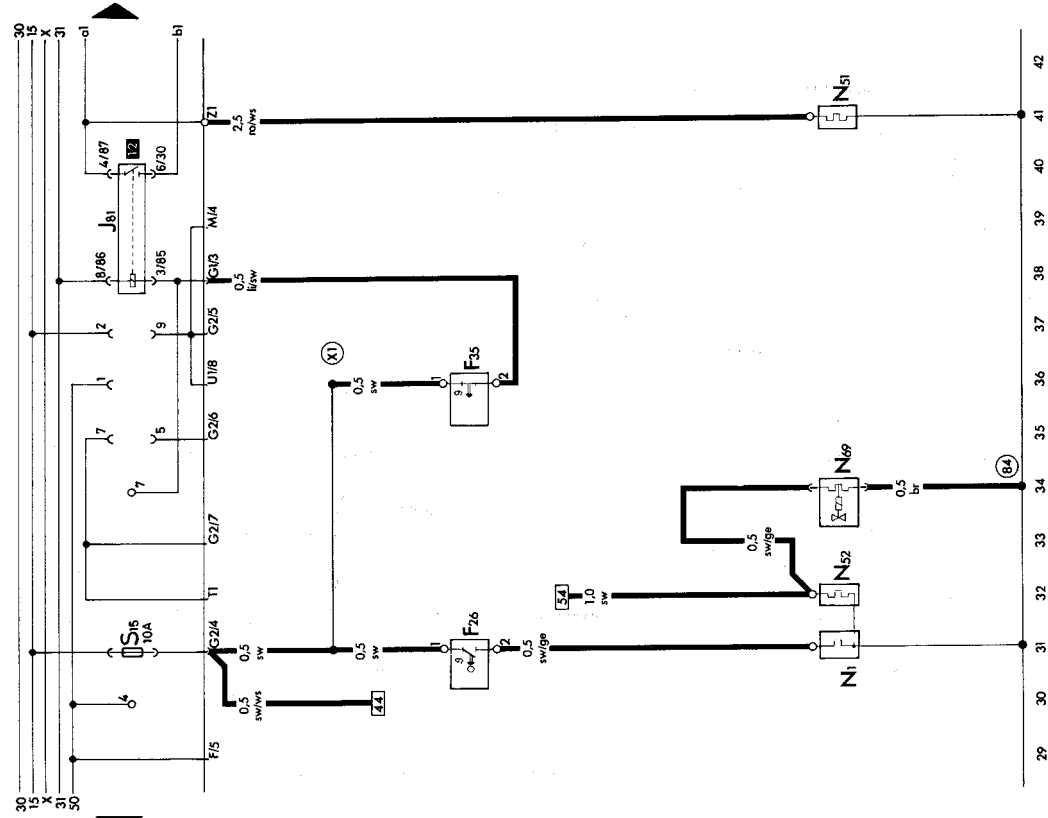 30
15
X
31
a1
b1
4/87
12
6/30
Z1
2,5
ro/ws
N51
J81
M/4
8/86
3/85
G1/3
0,5
li/sw
2
9
G2/5
X1
1
U1/8
0,5
sw
1
9
2
F35
7
5
G2/6
7
N69
0,5
br
84
G2/7
0,5
sw/ge
54
1,0
sw
N52
T1
S15
10A
G2/4
0,5
sw
0,5
sw
1
9
2
F26
0,5
sw/ge
N1
4
0,5
sw/ws
44
F/5
30
15
X
31
50
29
30
31
32
33
34
35
36
37
38
39
40
41
42